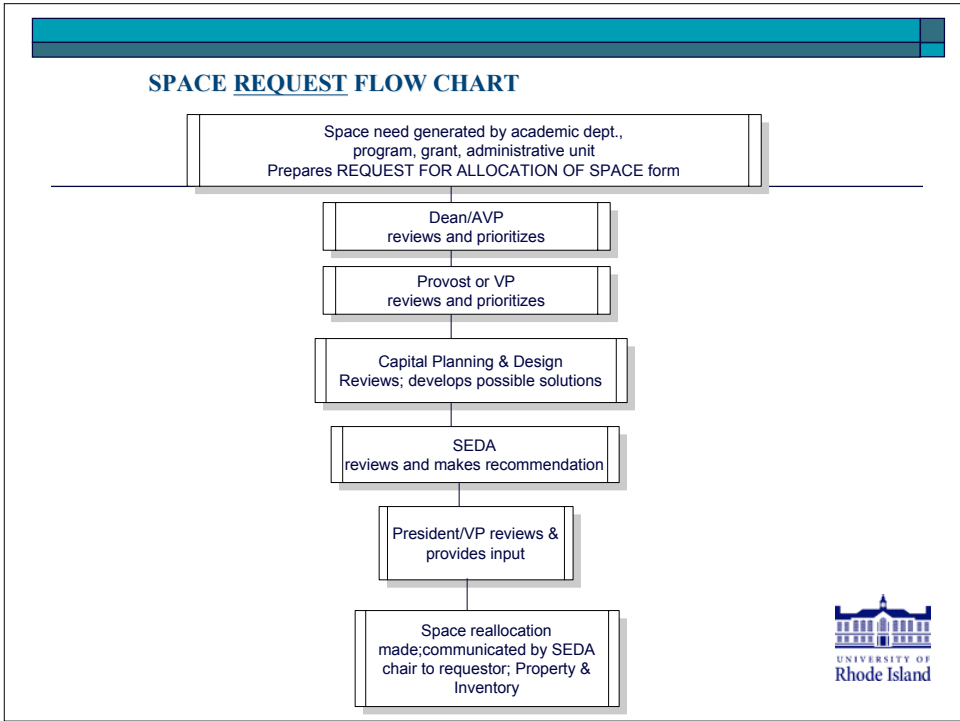 SPACE REQUEST FLOW CHART
Space need generated by academic dept.,
program, grant, administrative unit
Prepares REQUEST FOR ALLOCATION OF SPACE form
Dean/AVP
reviews and prioritizes
Provost or VP
reviews and prioritizes
Capital Planning & Design
Reviews; develops possible solutions
SEDA
reviews and makes recommendation
President/VP reviews &
provides input
Space reallocation
made;communicated by SEDA
chair to requestor; Property &
Inventory
UNIVERSITY OF
Rhode Island